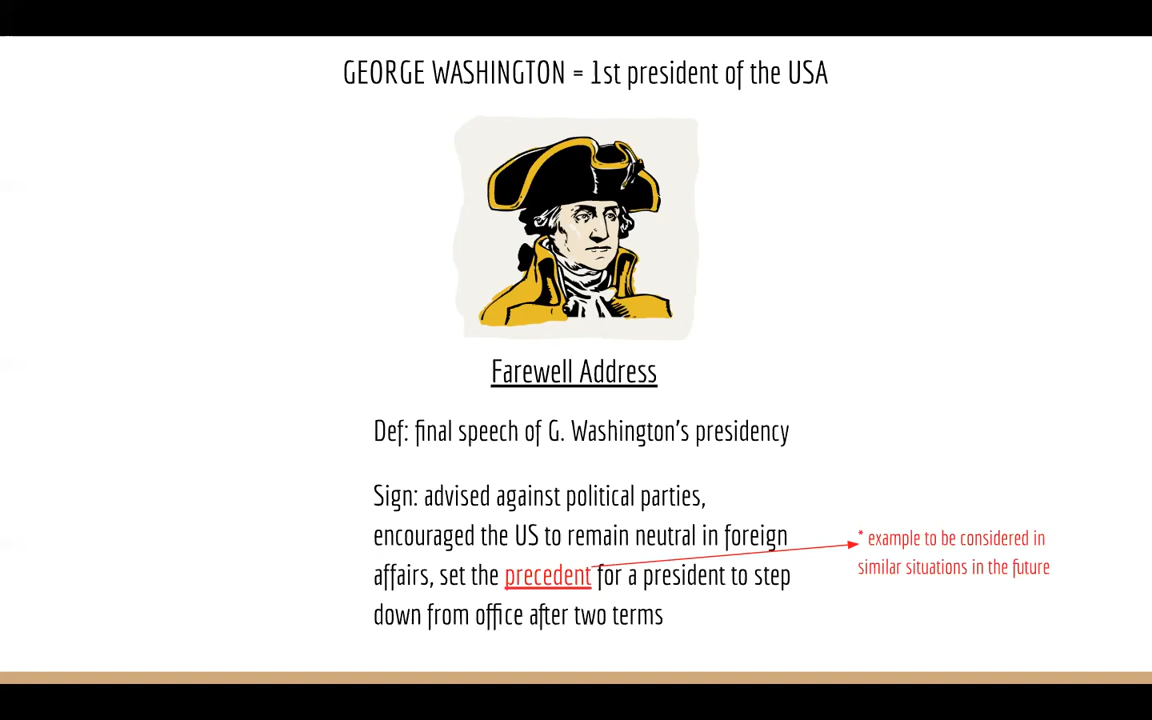 GEORGE WASHINGTON = 1st president of the USA
Farewell Address
Def: final speech of G. Washington's presidency
Sign: advised against political parties,
encouraged the US to remain neutral in foreign
affairs, set the precedent for a president to step
down from office after two terms
* example to be considered in
similar situations in the future